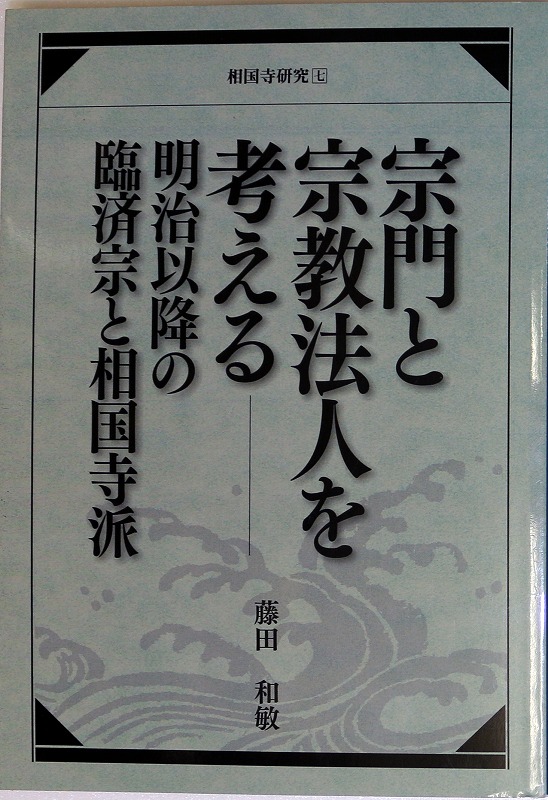 相国寺研究 七
宗門と
宗教法人を
考える
明治以降の
臨済宗と相国寺派
藤田 和敏